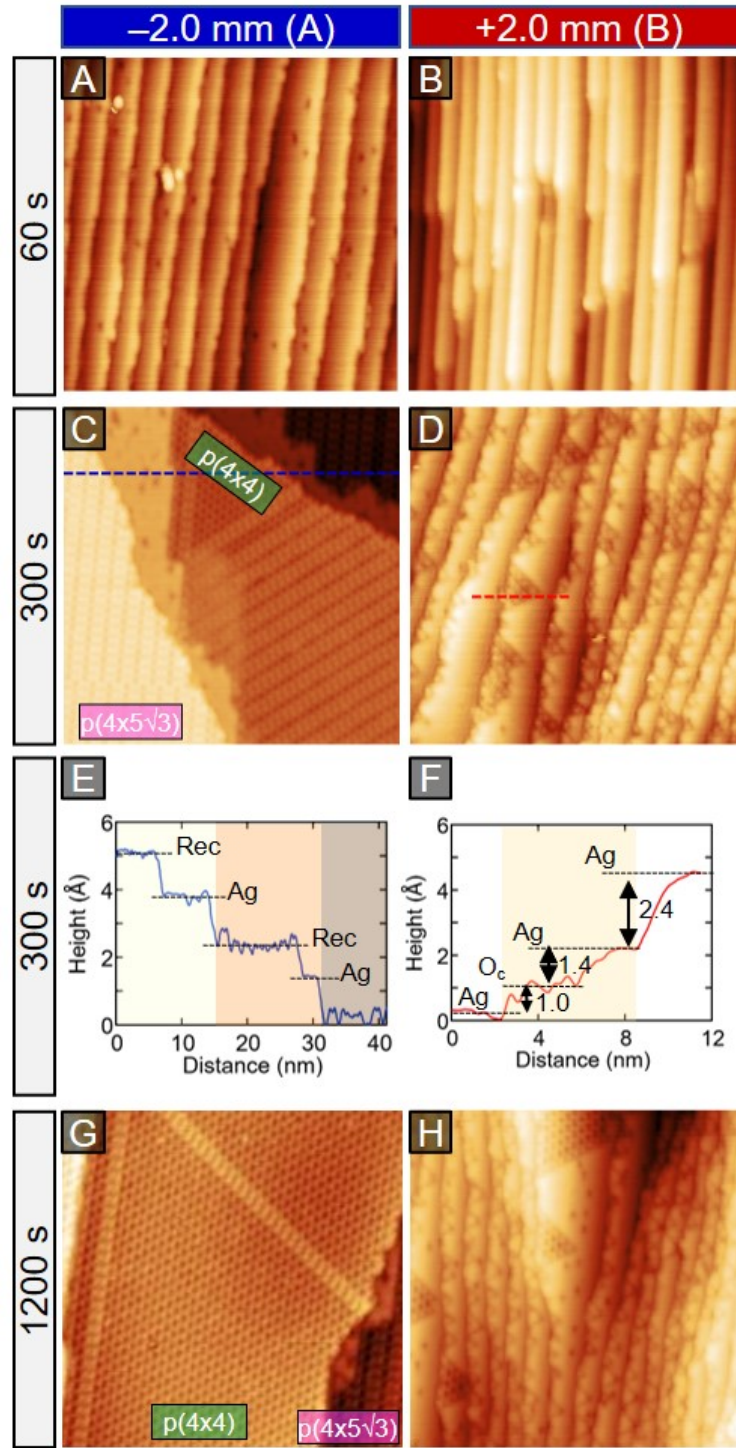 –2.0 mm (A) +2.0 mm (B)
60 s
A
B
300 s
C
p(4x4)
p(4x5√3)
D
300 s
E
6
4
2
0
Height (Å)
Rec
Ag
Rec
Ag
0 10 20 30 40
Distance (nm)
F
6
4
2
0
Height (Å)
Ag
2.4
Ag
1.4
Oc
Ag
1.0
0 4 8 12
Distance (nm)
1200 s
G
p(4x4)
p(4x5√3)
H